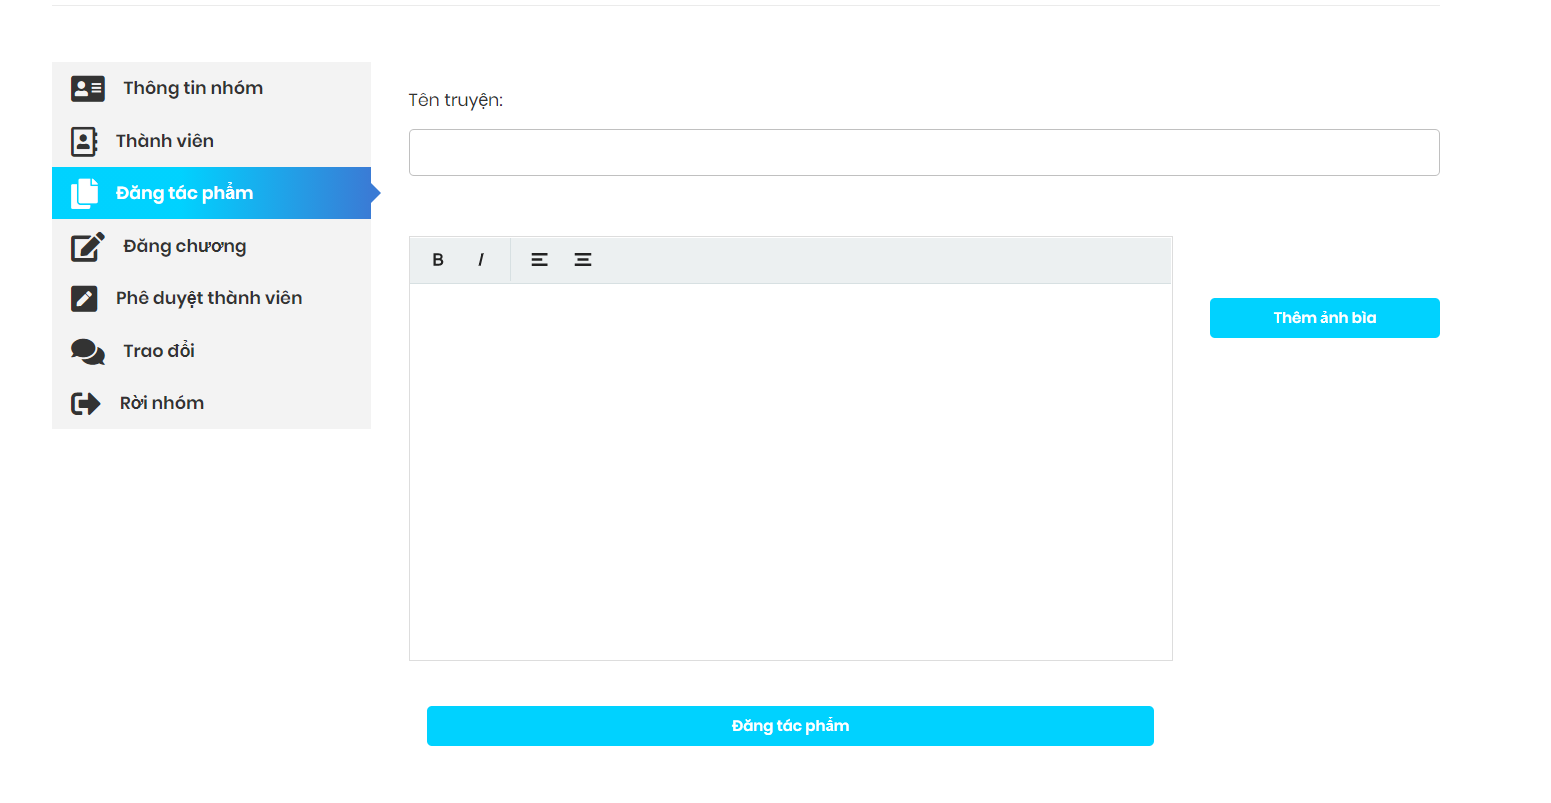 Thông tin nhóm
Thành viên
Đăng tác phẩm
Đăng chương
Phê duyệt thành viên
Trao đổi
Rời nhóm
Tên truyện:
B I
Thêm ảnh bìa
Đăng tác phẩm